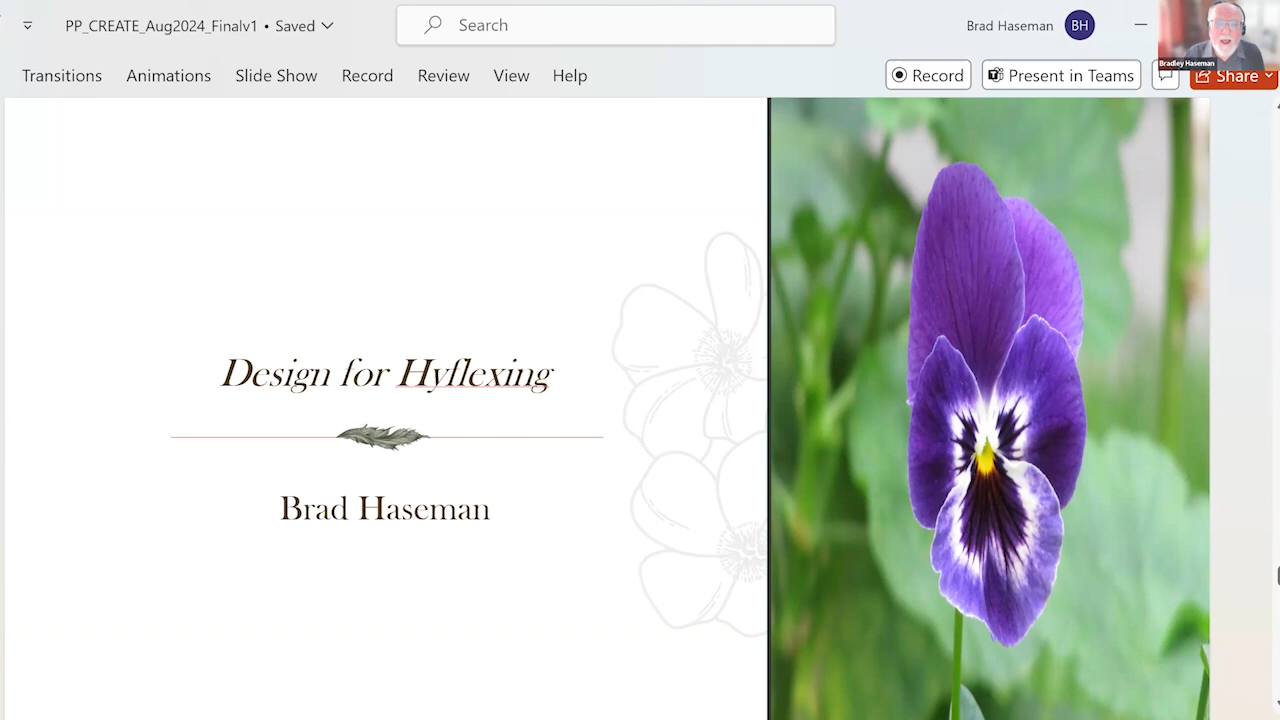 PP_CREATE_Aug2024_Finalv1 • Saved
Search
Brad Haseman
BH
Bradley Haseman
Transitions Animations Slide Show Record Review View Help
Record
Present in Teams
Share
Design for Hyflexing
Brad Haseman